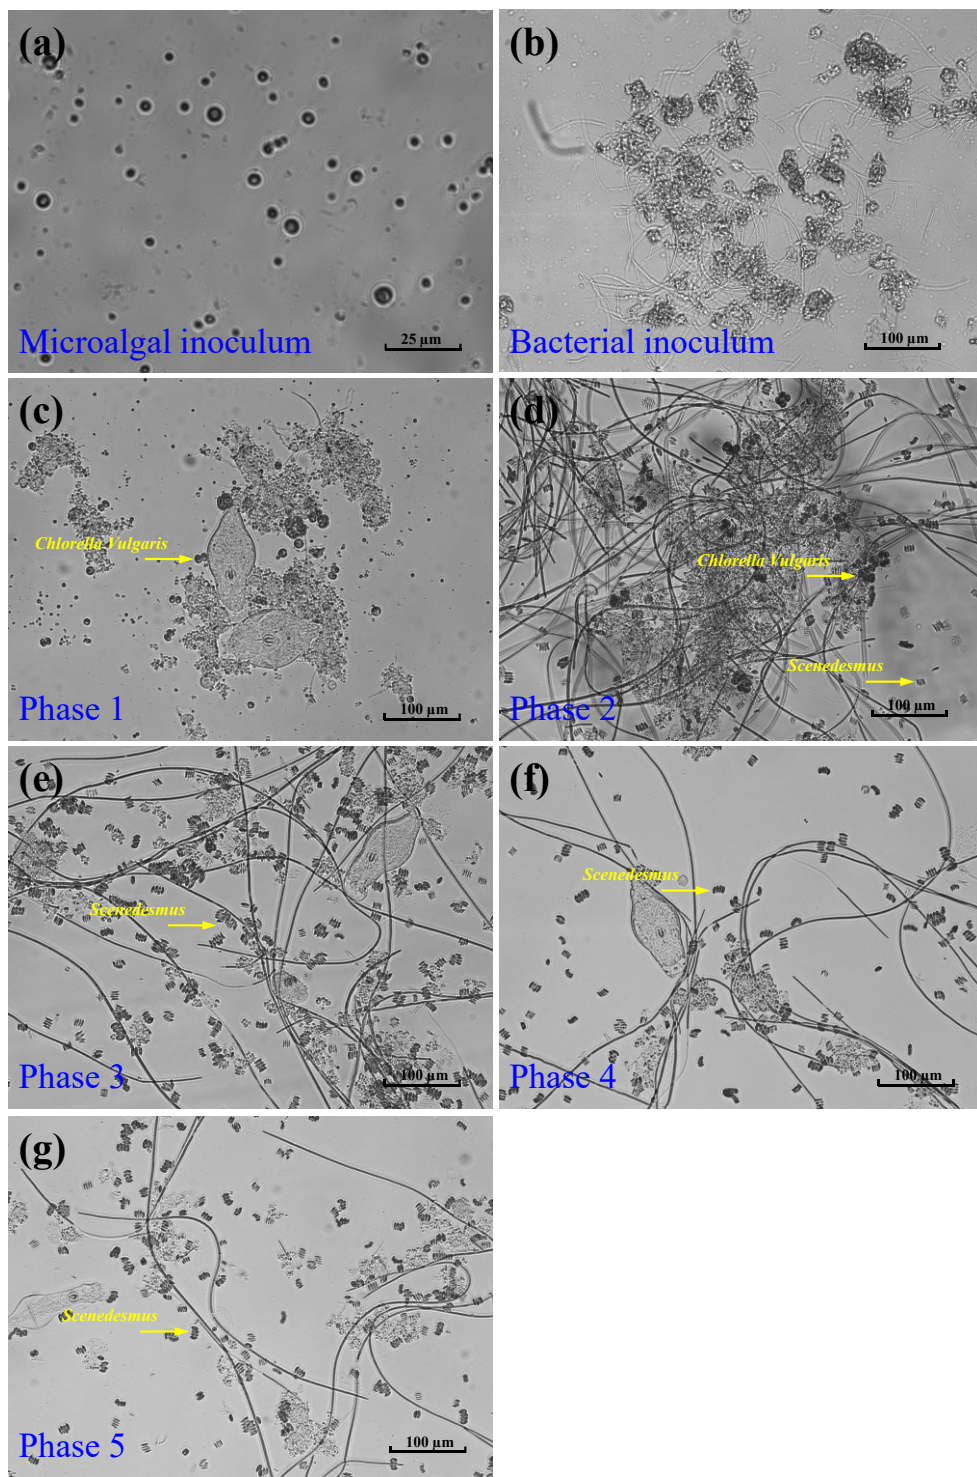 (a)
Microalgal inoculum
25 μm
(b)
Bacterial inoculum
100 μm
(c)
Chlorella Vulgaris
Phase 1
100 μm
(d)
Chlorella Vulgaris
Scenedesmus
Phase 2
100 μm
(e)
Scenedesmus
Phase 3
100 μm
(f)
Scenedesmus
Phase 4
100 μm
(g)
Scenedesmus
Phase 5
100 μm